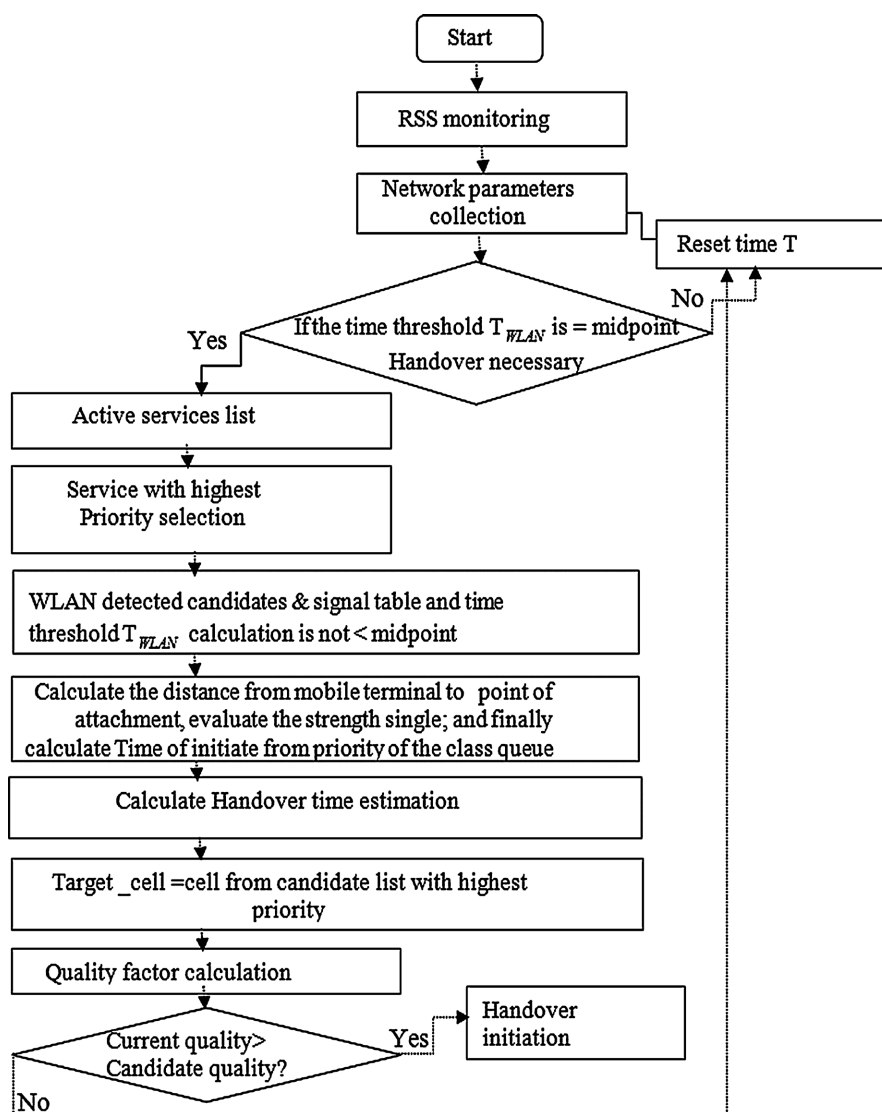 Start
RSS monitoring
Network parameters
collection
Reset time T
No
If the time threshold T WLAN is = midpoint
Handover necessary
Yes
Active services list
Service with highest
Priority selection
WLAN detected candidates & signal table and time
threshold T WLAN calculation is not < midpoint
Calculate the distance from mobile terminal to point of
attachment, evaluate the strength single; and finally
calculate Time of initiate from priority of the class queue
Calculate Handover time estimation
Target _cell =cell from candidate list with highest
priority
Quality factor calculation
Current quality>
Candidate quality?
Yes
Handover
initiation
No